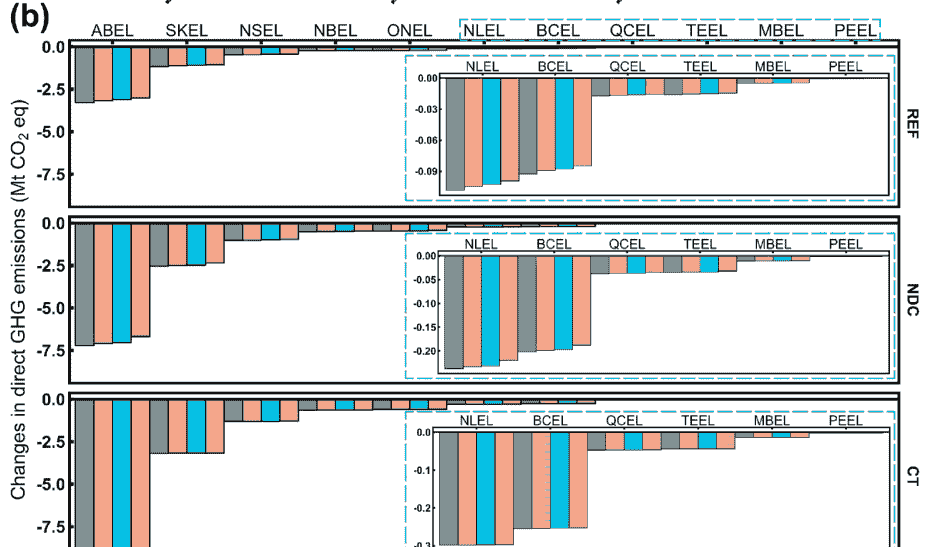 (b)
ABEL SKEL NSEL NBEL ONEL NLEL BCEL QCEL TEEL MBEL PEEL
Changes in direct GHG emissions (Mt CO₂ eq)
0.0
-2.5
-5.0
-7.5
NLEL BCEL QCEL TEEL MBEL PEEL
0.00
-0.03
-0.06
-0.09
REF
0.0
-2.5
-5.0
-7.5
NLEL BCEL QCEL TEEL MBEL PEEL
0.00
-0.05
-0.10
-0.15
-0.20
NDC
0.0
-2.5
-5.0
-7.5
NLEL BCEL QCEL TEEL MBEL PEEL
0.0
-0.1
-0.2
-0.3
CT